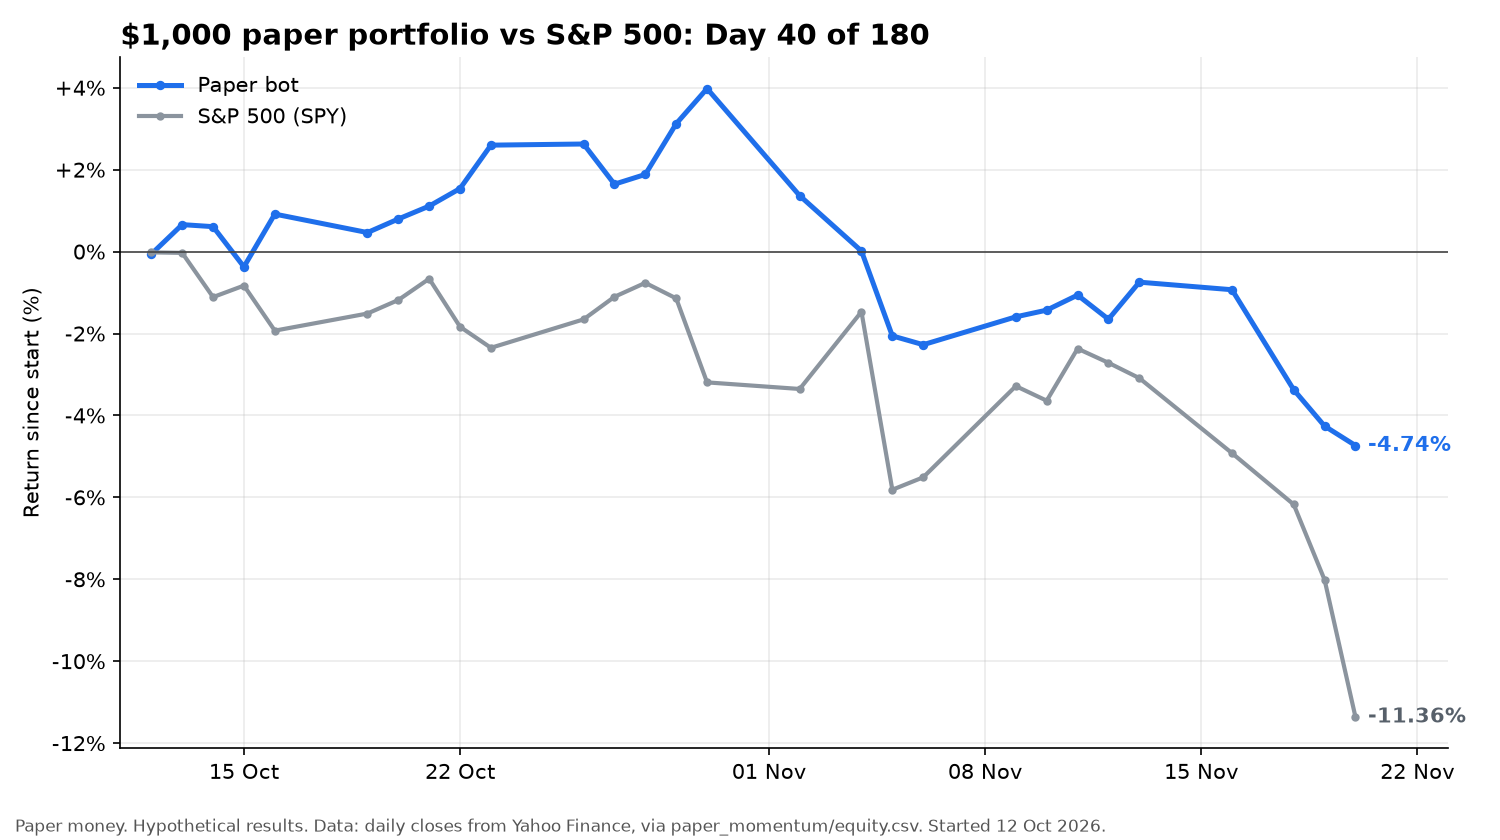 $1,000 paper portfolio vs S&P 500: Day 40 of 180
Paper bot
S&P 500 (SPY)
+4%
+2%
0%
-2%
-4%
-6%
-8%
-10%
-12%
Return since start (%)
-4.74%
-11.36%
15 Oct
22 Oct
01 Nov
08 Nov
15 Nov
22 Nov
Paper money. Hypothetical results. Data: daily closes from Yahoo Finance, via paper_momentum/equity.csv. Started 12 Oct 2026.